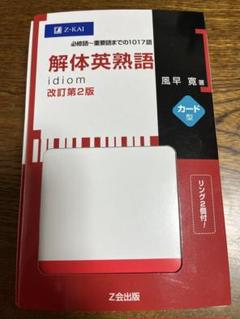 Z-KAI
必修語〜重要語までの1017語
解体英熟語
idiom
改訂第2版
風早 寛 著
カード
型
リング2個付!
Z会出版